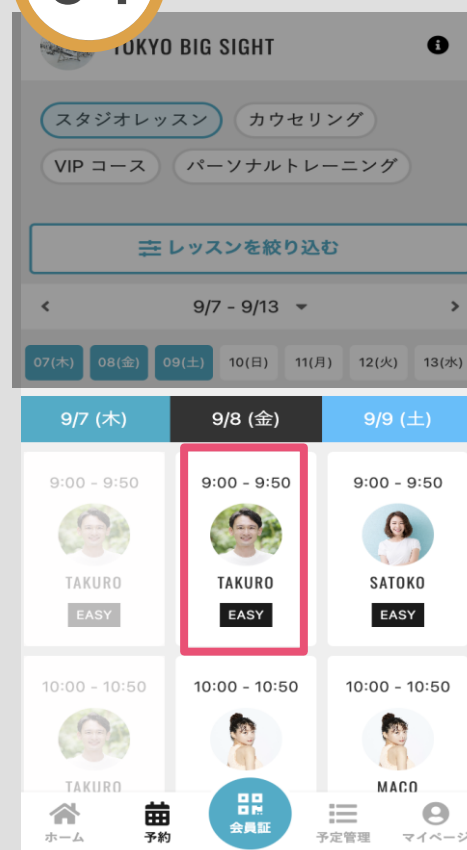 TOKYO BIG SIGHT
スタジオレッスン カウセリング
VIP コース パーソナルトレーニング
レッスンを絞り込む
9/7 - 9/13
07(木) 08(金) 09(土) 10(日) 11(月) 12(火) 13(水)
9/7 (木) 9/8 (金) 9/9 (土)
9:00 - 9:50 9:00 - 9:50 9:00 - 9:50
TAKURO TAKURO SATOKO
EASY EASY EASY
10:00 - 10:50 10:00 - 10:50 10:00 - 10:50
TAKURO MACO
ホーム 予約 会員証 予定管理 マイページ